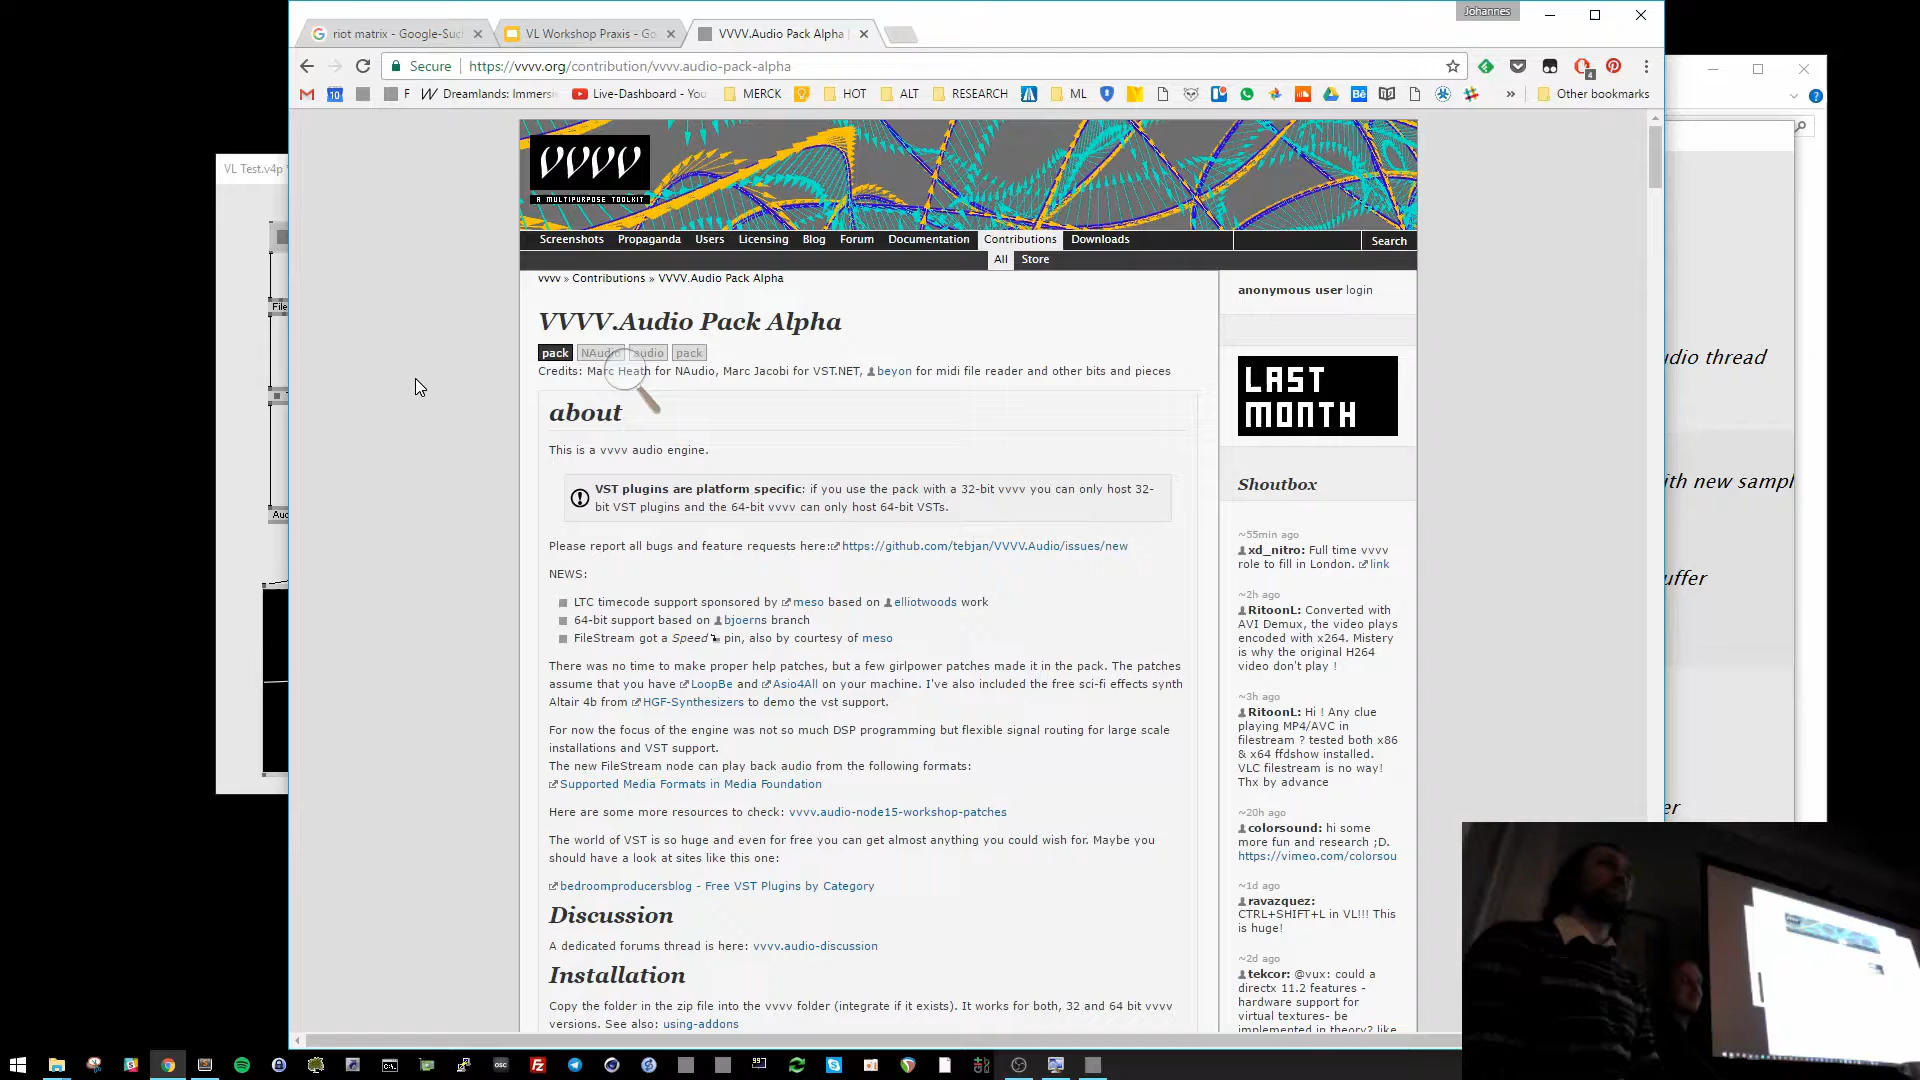 Johannes
riot matrix - Google-Suc
VL Workshop Praxis - Go
VVVV.Audio Pack Alpha
Secure
https://vvvv.org/contribution/vvvv.audio-pack-alpha
4
10
F
Dreamlands: Immersi
Live-Dashboard - You
MERCK
HOT
ALT
RESEARCH
ML
»
Other bookmarks
VL Test.v4p
vvvv
A MULTIPURPOSE TOOLKIT
Screenshots Propaganda Users Licensing Blog Forum Documentation Contributions Downloads Search
All Store
vvvv » Contributions » VVVV.Audio Pack Alpha
anonymous user login
VVVV.Audio Pack Alpha
pack NAudio audio pack
Credits: Marc Heath for NAudio, Marc Jacobi for VST.NET, beyon for midi file reader and other bits and pieces
about
This is a vvvv audio engine.
VST plugins are platform specific: if you use the pack with a 32-bit vvvv you can only host 32-
bit VST plugins and the 64-bit vvvv can only host 64-bit VSTs.
Please report all bugs and feature requests here: https://github.com/tebjan/VVVV.Audio/issues/new
NEWS:
LTC timecode support sponsored by meso based on elliotwoods work
64-bit support based on bjoerns branch
FileStream got a Speed pin, also by courtesy of meso
There was no time to make proper help patches, but a few girlpower patches made it in the pack. The patches
assume that you have LoopBe and Asio4All on your machine. I've also included the free sci-fi effects synth
Altair 4b from HGF-Synthesizers to demo the vst support.
For now the focus of the engine was not so much DSP programming but flexible signal routing for large scale
installations and VST support.
The new FileStream node can play back audio from the following formats:
Supported Media Formats in Media Foundation
Here are some more resources to check: vvvv.audio-node15-workshop-patches
The world of VST is so huge and even for free you can get almost anything you could wish for. Maybe you
should have a look at sites like this one:
bedroomproducersblog - Free VST Plugins by Category
Discussion
A dedicated forums thread is here: vvvv.audio-discussion
Installation
Copy the folder in the zip file into the vvvv folder (integrate if it exists). It works for both, 32 and 64 bit vvvv
versions. See also: using-addons
LAST
MONTH
Shoutbox
~55min ago
xd_nitro: Full time vvvv
role to fill in London. link
~2h ago
RitoonL: Converted with
AVI Demux, the video plays
encoded with x264. Mistery
is why the original H264
video don't play !
~3h ago
RitoonL: Hi ! Any clue
playing MP4/AVC in
filestream ? tested both x86
& x64 ffdshow installed.
VLC filestream is no way!
Thx by advance
~20h ago
colorsound: hi some
more fun and research ;D.
https://vimeo.com/colorsou
~1d ago
ravazquez:
CTRL+SHIFT+L in VL!!! This
is huge!
~2d ago
tekcor: @vux: could a
directx 11.2 features -
hardware support for
virtual textures- be
implemented in theory? like
File
Auc
udio thread
ith new sampl
uffer
er
OSC